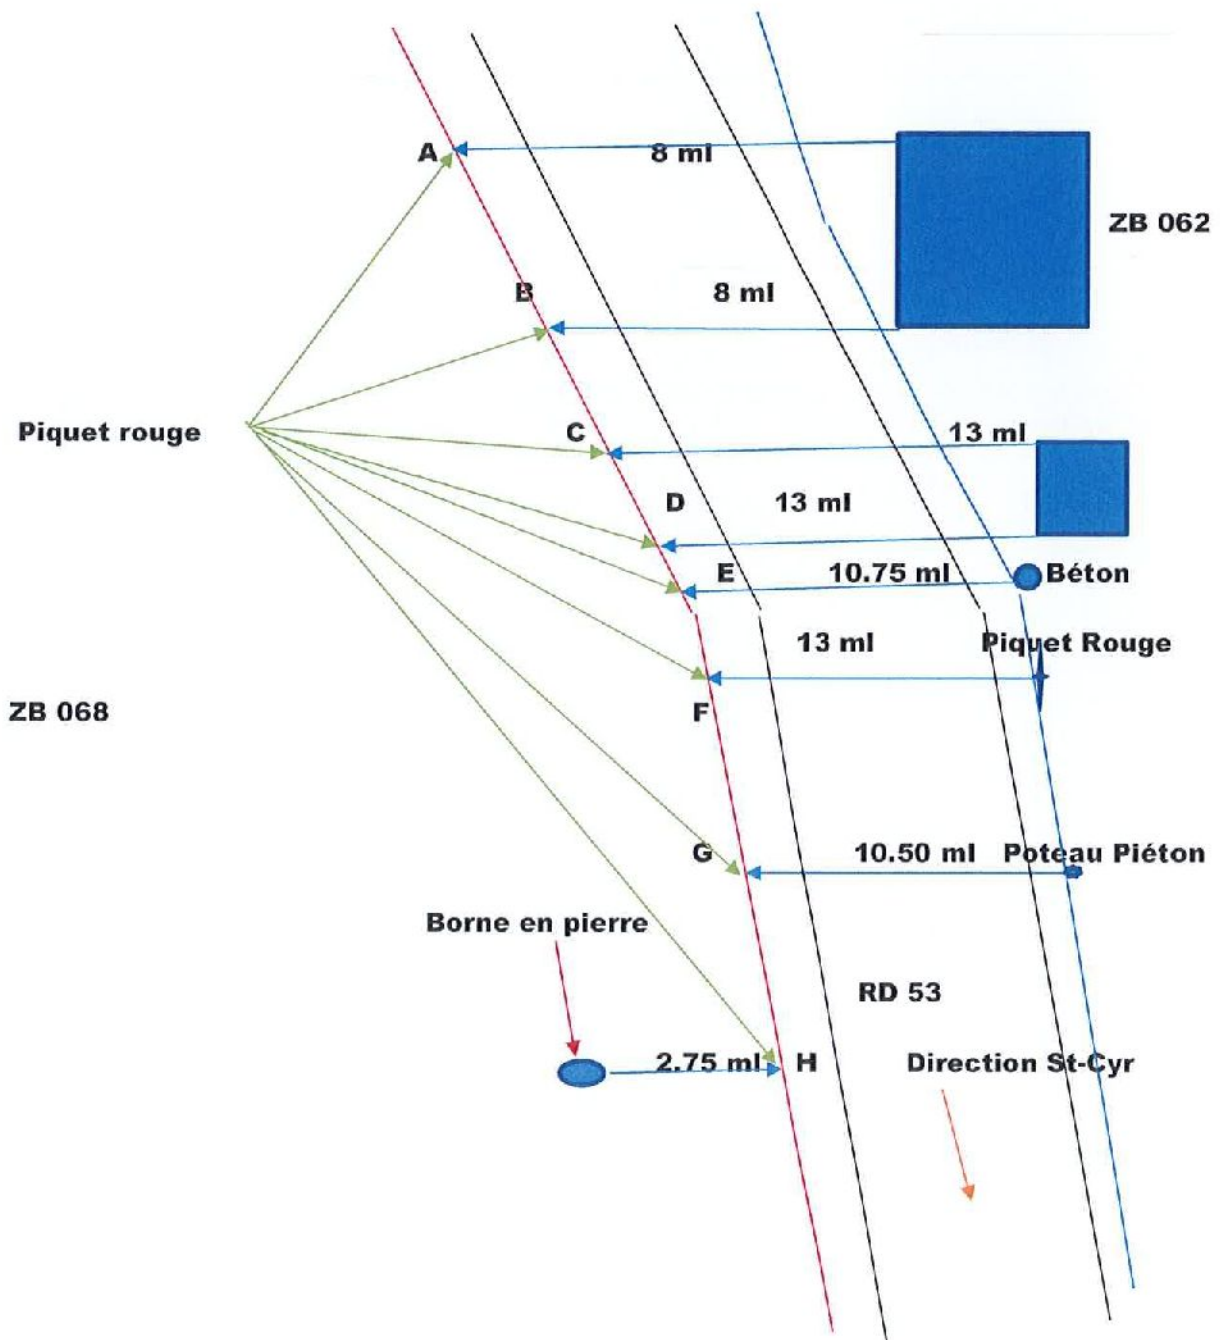 A
8 ml
ZB 062
B
8 ml
Piquet rouge
C
13 ml
D
13 ml
E
10.75 ml
Béton
13 ml
Piquet Rouge
ZB 068
F
G
10.50 ml
Poteau Piéton
Borne en pierre
RD 53
2.75 ml
H
Direction St-Cyr